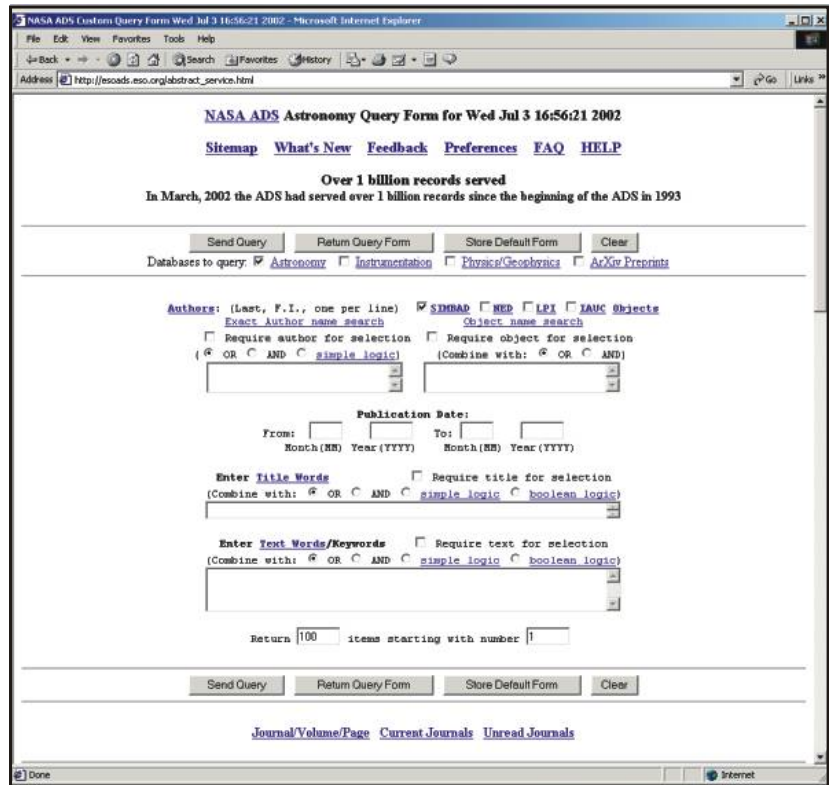 NASA ADS Custom Query Form Wed Jul 3 16:56:21 2002 - Microsoft Internet Explorer
File Edit View Favorites Tools Help
Back Search Favorites History
Address http://esoads.eso.org/abstract_service.html Go Links »
NASA ADS Astronomy Query Form for Wed Jul 3 16:56:21 2002
Sitemap What's New Feedback Preferences FAQ HELP
Over 1 billion records served
In March, 2002 the ADS had served over 1 billion records since the beginning of the ADS in 1993
Send Query Return Query Form Store Default Form Clear
Databases to query: Astronomy Instrumentation Physics/Geophysics ArXiv Preprints
Authors: (Last, F.I., one per line) SIMBAD NED LPI IAUC Objects
Exact Author name search Object name search
Require author for selection Require object for selection
( OR AND simple logic) (Combine with: OR AND)
Publication Date:
From: To:
Month(MM) Year(YYYY) Month(MM) Year(YYYY)
Enter Title Words Require title for selection
(Combine with: OR AND simple logic boolean logic)
Enter Text Words/Keywords Require text for selection
(Combine with: OR AND simple logic boolean logic)
Return 100 items starting with number 1
Send Query Return Query Form Store Default Form Clear
Journal/Volume/Page Current Journals Unread Journals
Done Internet